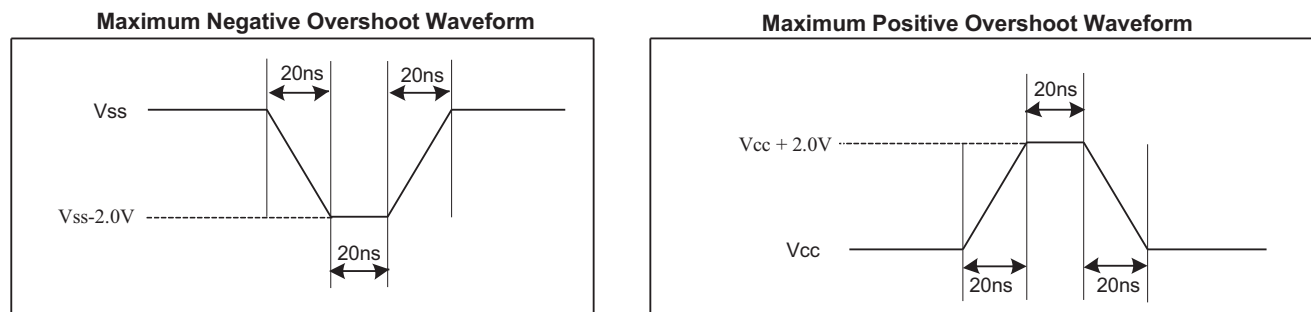 Maximum Negative Overshoot Waveform
20ns
20ns
Vss
Vss-2.0V
20ns
Maximum Positive Overshoot Waveform
20ns
Vcc + 2.0V
Vcc
20ns
20ns